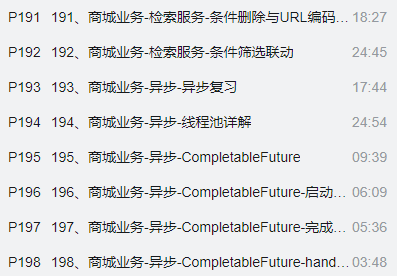 P191 191、商城业务-检索服务-条件删除与URL编码… 18:27
P192 192、商城业务-检索服务-条件筛选联动 24:45
P193 193、商城业务-异步-异步复习 17:44
P194 194、商城业务-异步-线程池详解 24:54
P195 195、商城业务-异步-CompletableFuture 09:39
P196 196、商城业务-异步-CompletableFuture-启动… 06:09
P197 197、商城业务-异步-CompletableFuture-完成… 05:36
P198 198、商城业务-异步-CompletableFuture-hand… 03:48